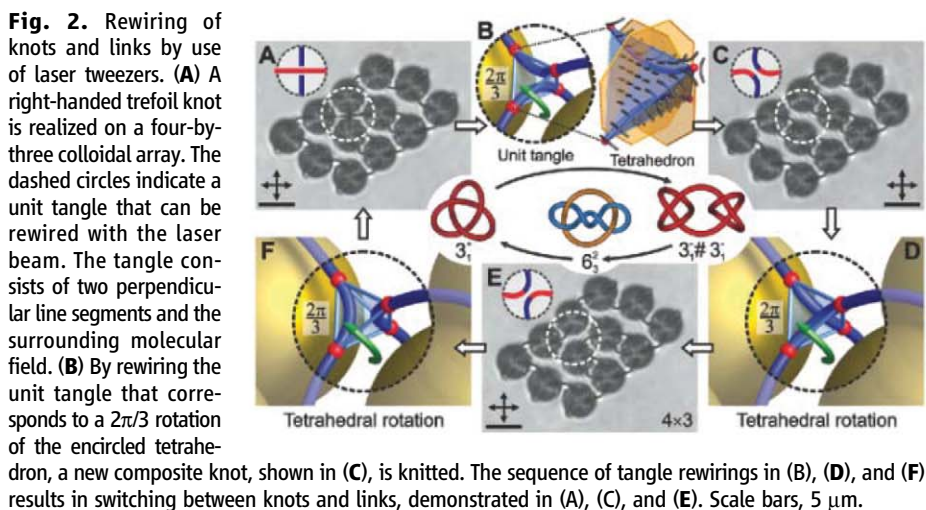 Fig. 2. Rewiring of
knots and links by use
of laser tweezers. (A) A
right-handed trefoil knot
is realized on a four-by-
three colloidal array. The
dashed circles indicate a
unit tangle that can be
rewired with the laser
beam. The tangle con-
sists of two perpendicu-
lar line segments and the
surrounding molecular
field. (B) By rewiring the
unit tangle that corre-
sponds to a 2π/3 rotation
of the encircled tetrahe-
dron, a new composite knot, shown in (C), is knitted. The sequence of tangle rewirings in (B), (D), and (F)
results in switching between knots and links, demonstrated in (A), (C), and (E). Scale bars, 5 μm.
A
B
2π/3
Unit tangle
Tetrahedron
C
F
2π/3
Tetrahedral rotation
E
4×3
D
2π/3
Tetrahedral rotation